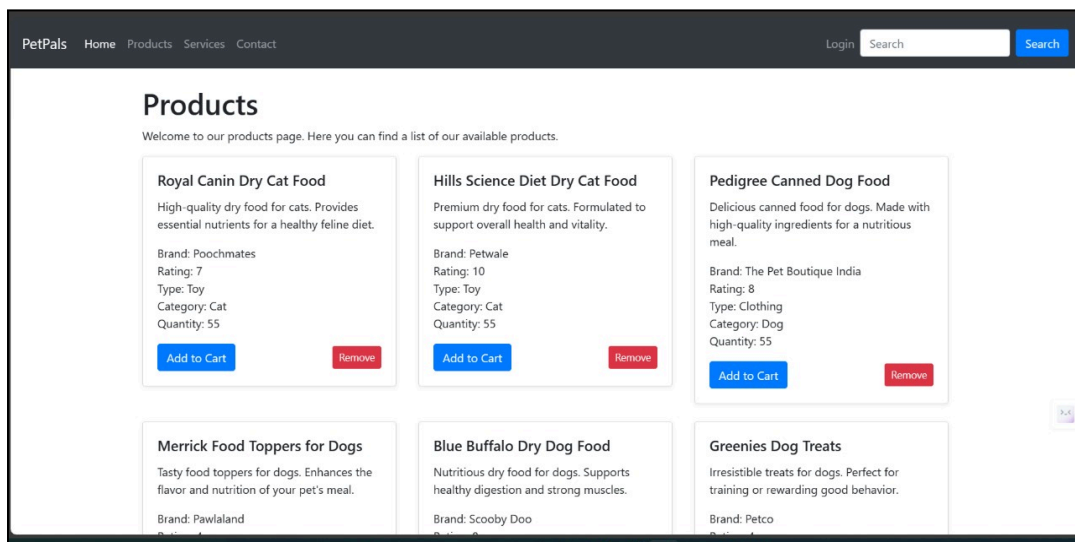 PetPals Home Products Services Contact Login Search Search
Products
Welcome to our products page. Here you can find a list of our available products.
Royal Canin Dry Cat Food
High-quality dry food for cats. Provides
essential nutrients for a healthy feline diet.
Brand: Poochmates
Rating: 7
Type: Toy
Category: Cat
Quantity: 55
Add to Cart Remove
Hills Science Diet Dry Cat Food
Premium dry food for cats. Formulated to
support overall health and vitality.
Brand: Petwale
Rating: 10
Type: Toy
Category: Cat
Quantity: 55
Add to Cart Remove
Pedigree Canned Dog Food
Delicious canned food for dogs. Made with
high-quality ingredients for a nutritious
meal.
Brand: The Pet Boutique India
Rating: 8
Type: Clothing
Category: Dog
Quantity: 55
Add to Cart Remove
Merrick Food Toppers for Dogs
Tasty food toppers for dogs. Enhances the
flavor and nutrition of your pet's meal.
Brand: Pawlaland
Blue Buffalo Dry Dog Food
Nutritious dry food for dogs. Supports
healthy digestion and strong muscles.
Brand: Scooby Doo
Greenies Dog Treats
Irresistible treats for dogs. Perfect for
training or rewarding good behavior.
Brand: Petco